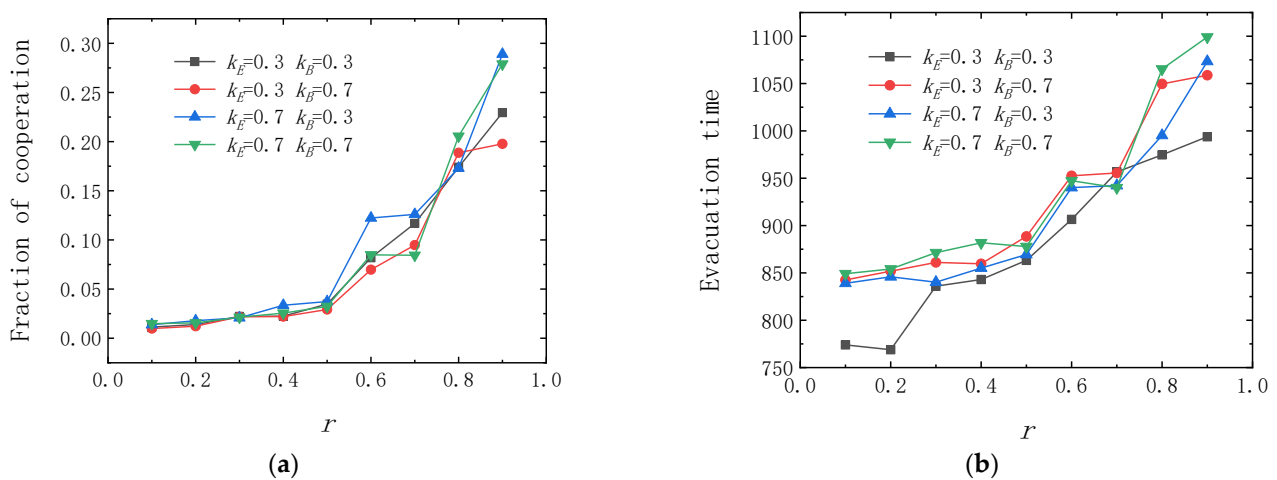 Fraction of cooperation
0.30
0.25
0.20
0.15
0.10
0.05
0.00
k_E=0.3 k_B=0.3
k_E=0.3 k_B=0.7
k_E=0.7 k_B=0.3
k_E=0.7 k_B=0.7
0.0 0.2 0.4 0.6 0.8 1.0
r
(a)
Evacuation time
1100
1050
1000
950
900
850
800
750
k_E=0.3 k_B=0.3
k_E=0.3 k_B=0.7
k_E=0.7 k_B=0.3
k_E=0.7 k_B=0.7
0.0 0.2 0.4 0.6 0.8 1.0
r
(b)